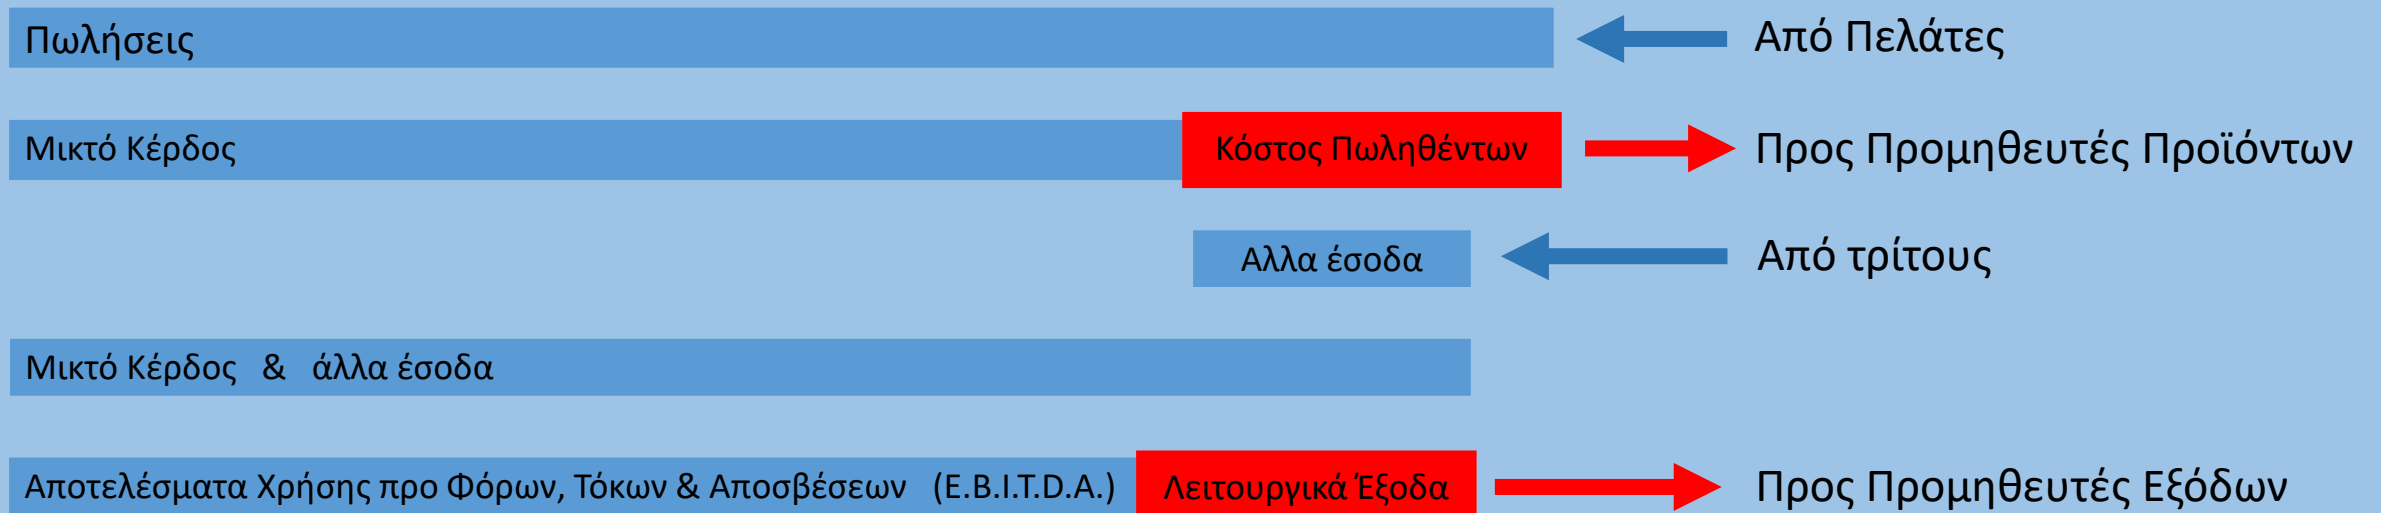 Πωλήσεις Από Πελάτες
Μικτό Κέρδος Κόστος Πωληθέντων Προς Προμηθευτές Προϊόντων
Αλλα έσοδα Από τρίτους
Μικτό Κέρδος & άλλα έσοδα
Αποτελέσματα Χρήσης προ Φόρων, Τόκων & Αποσβέσεων (E.B.I.T.D.A.) Λειτουργικά Έξοδα Προς Προμηθευτές Εξόδων